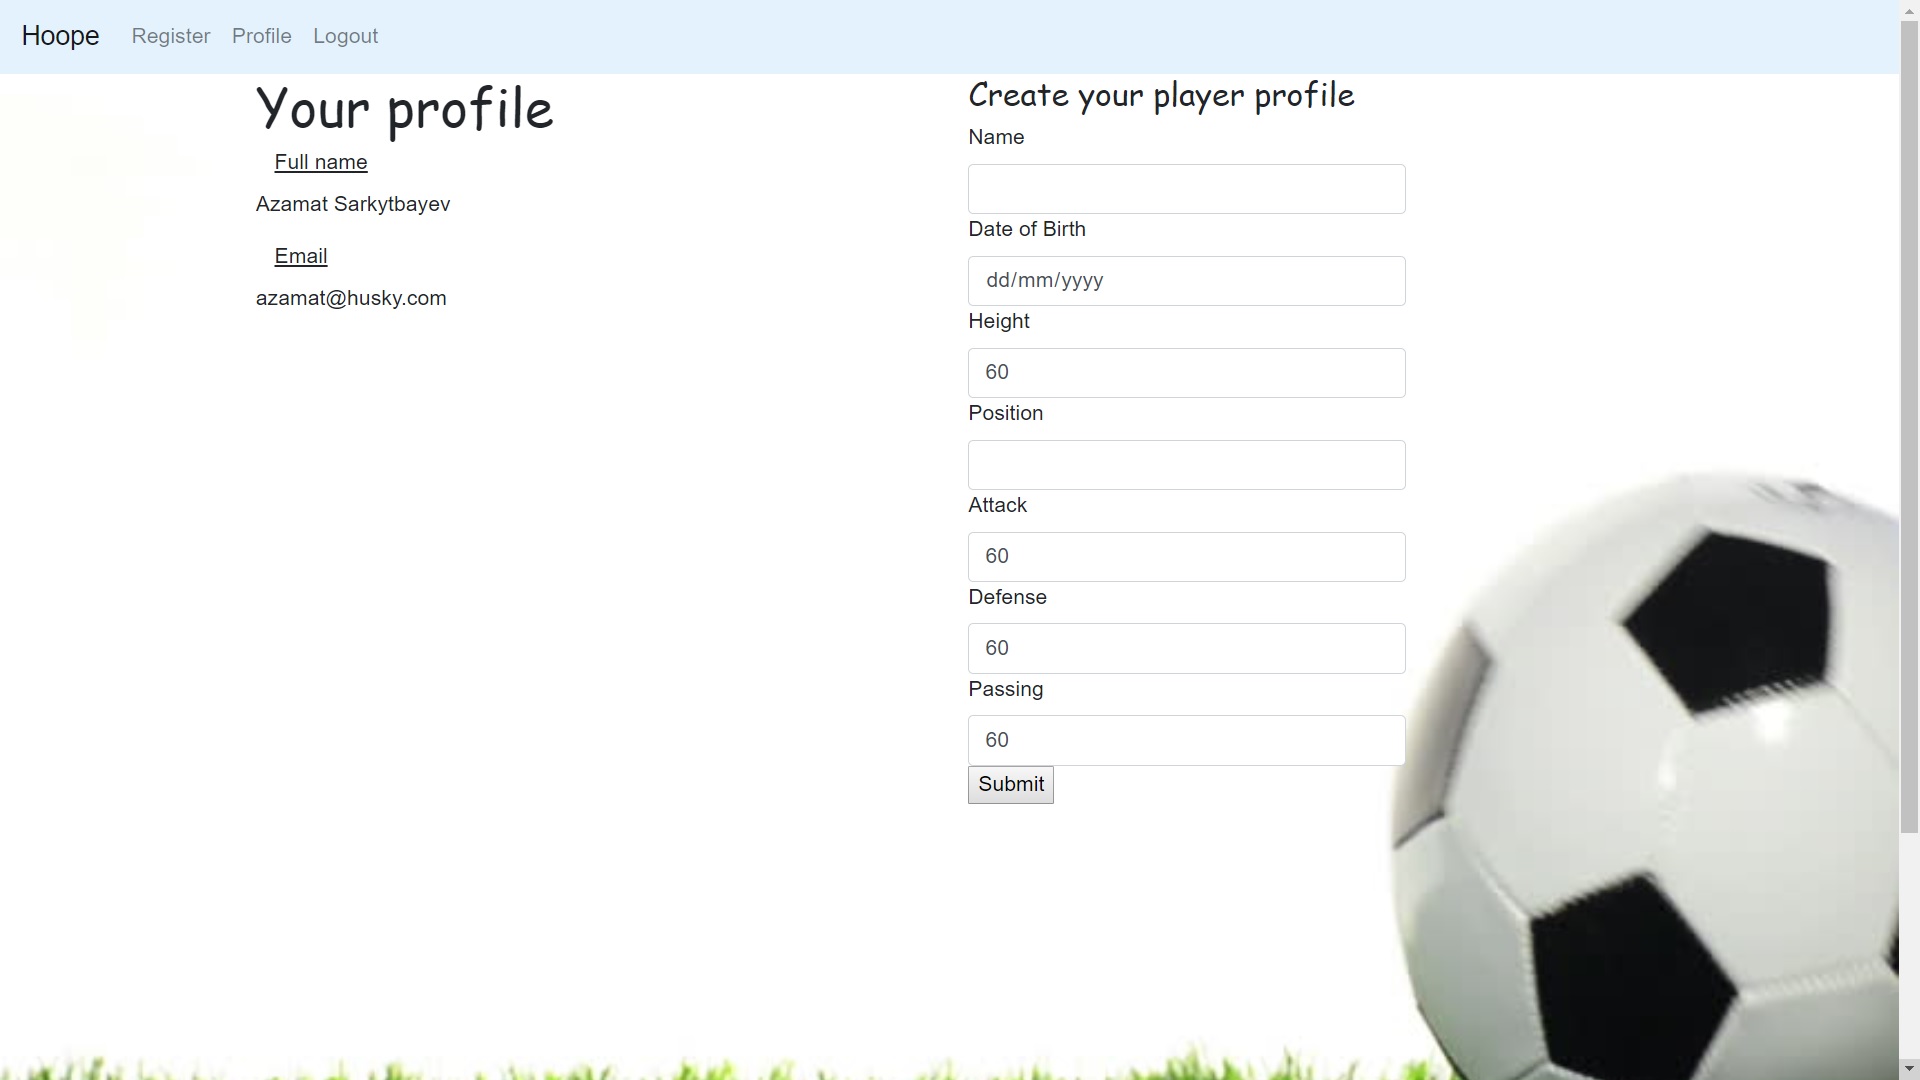 Hoope Register Profile Logout
Your profile
Full name
Azamat Sarkytbayev
Email
azamat@husky.com
Create your player profile
Name
Date of Birth
dd/mm/yyyy
Height
60
Position
Attack
60
Defense
60
Passing
60
Submit